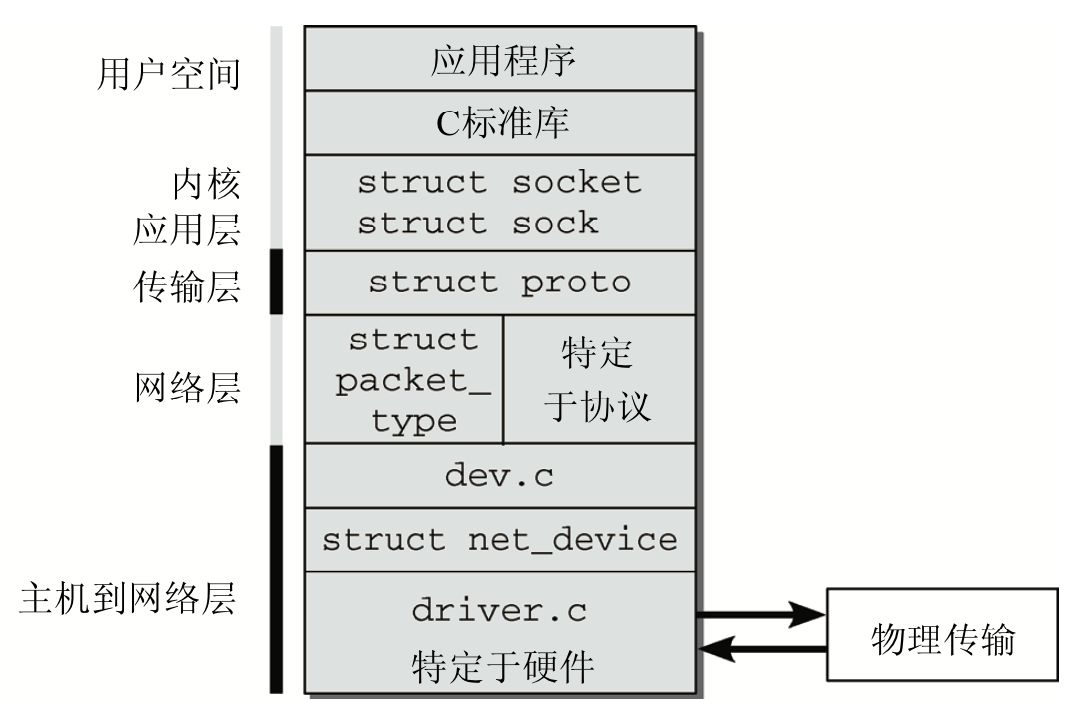 用户空间
应用程序
C标准库
内核
应用层
struct socket
struct sock
传输层
struct proto
网络层
struct
packet_
type
特定
于协议
dev.c
struct net_device
主机到网络层
driver.c
特定于硬件
物理传输